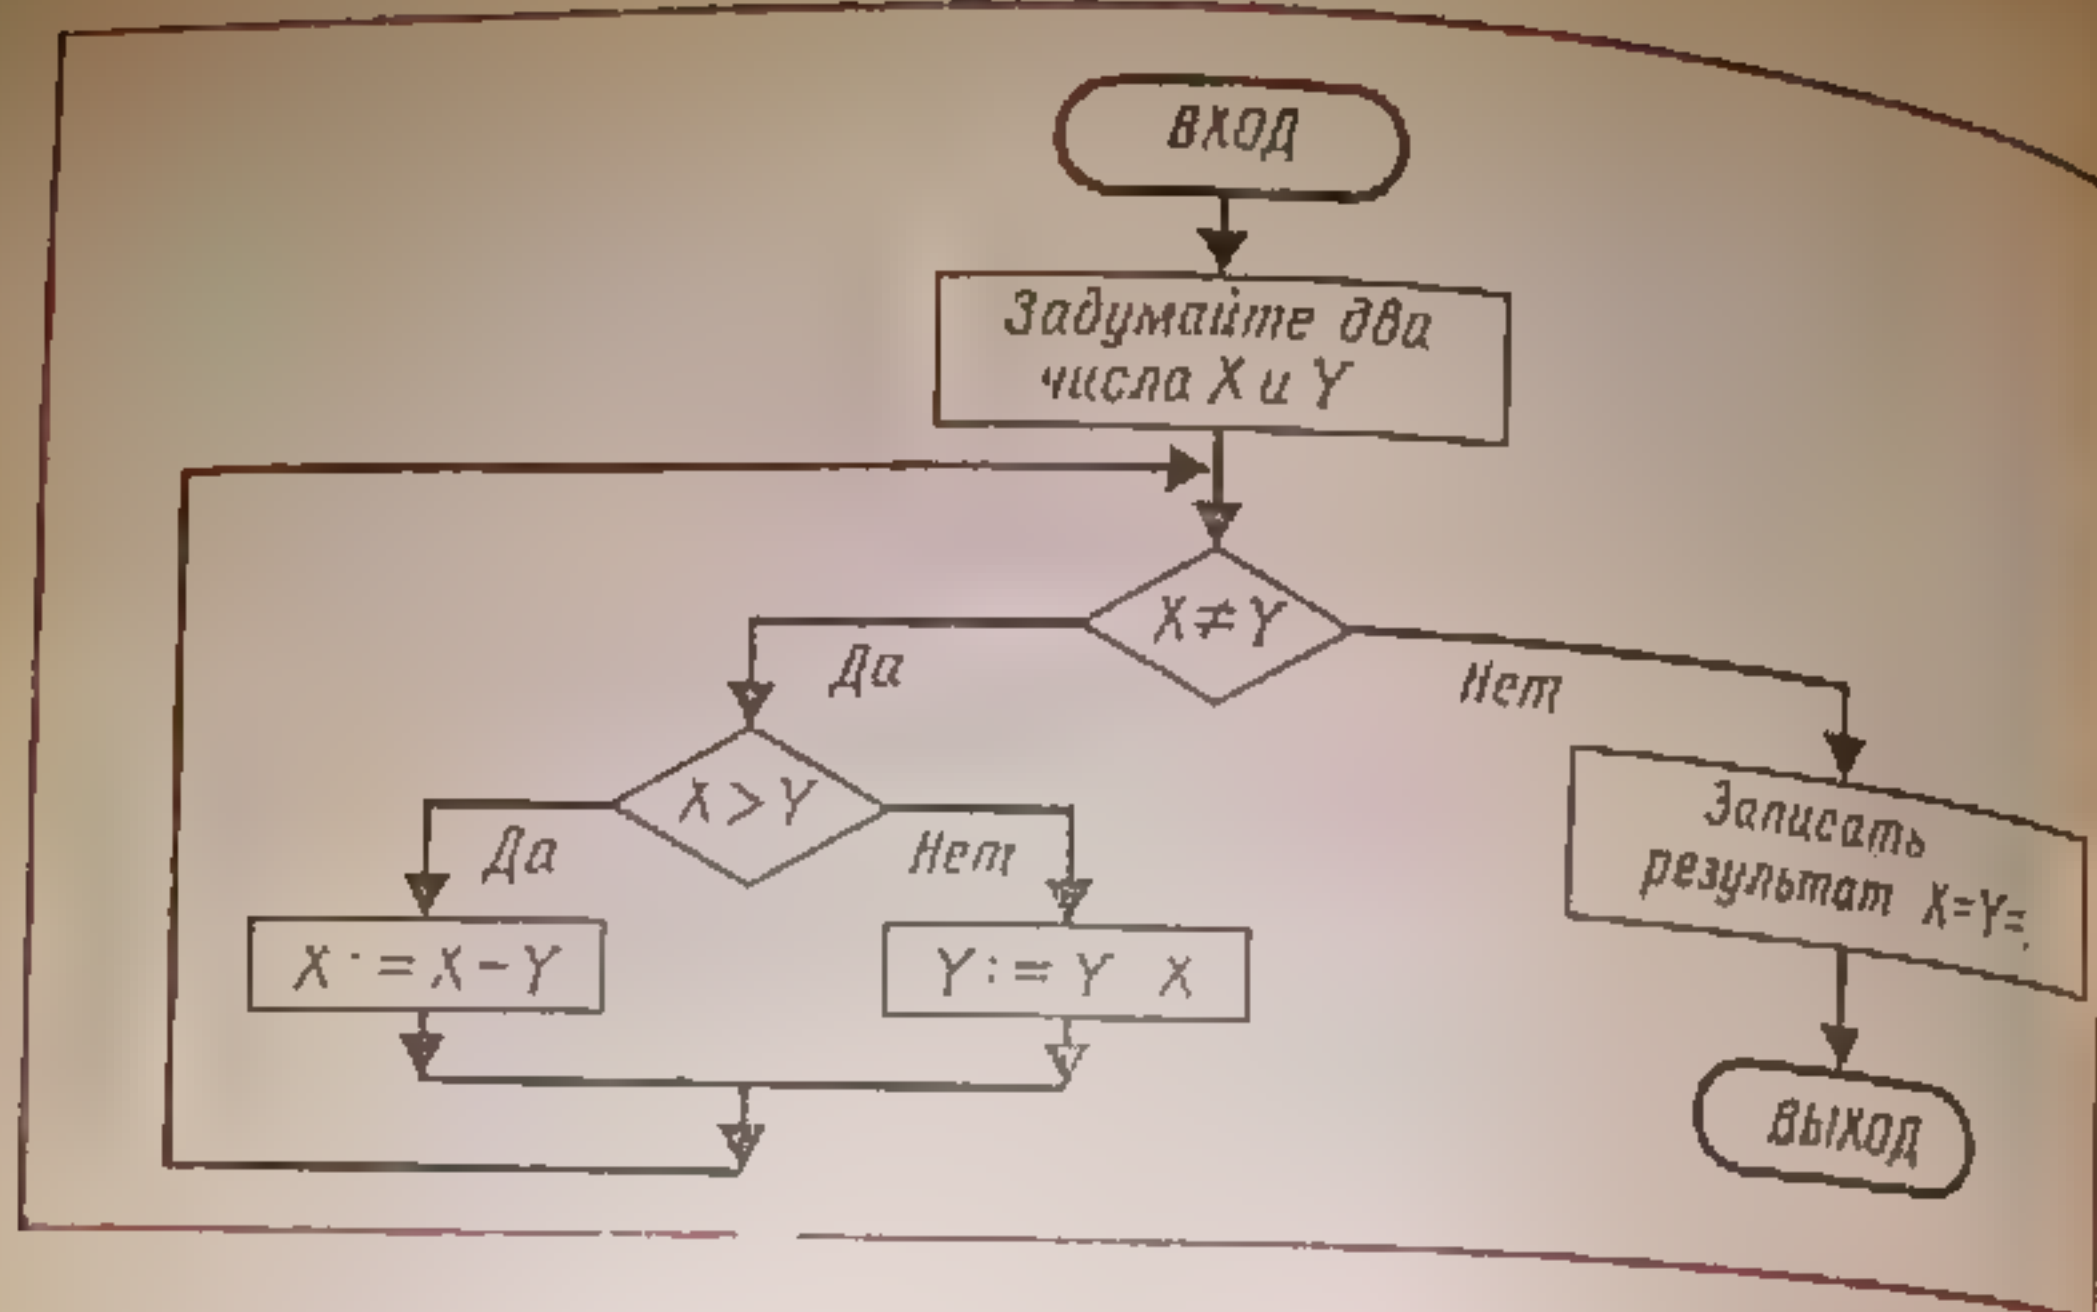 ВХОД
Задумайте два
числа X и Y
X≠Y
Да
Нет
X>Y
Да
Нет
Записать
результат X=Y=
X:=X-Y
Y:=Y X
ВЫХОД